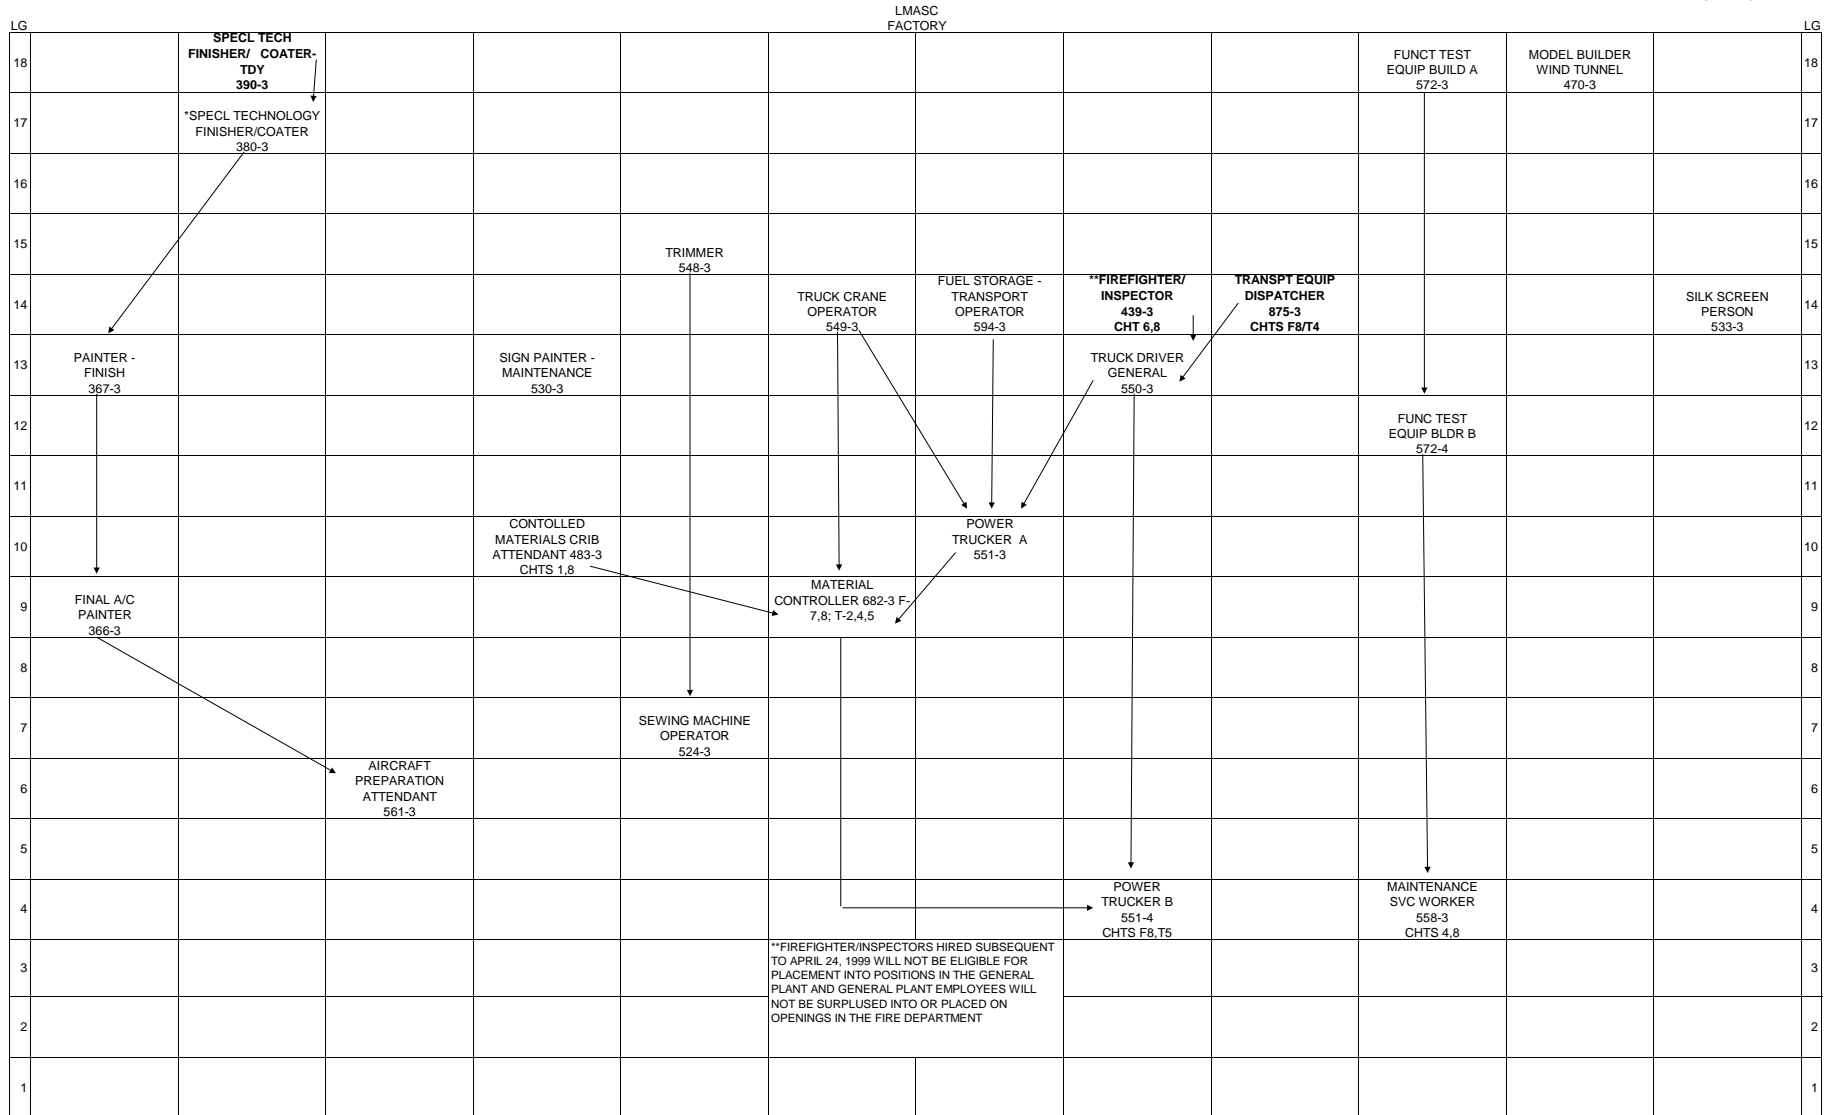 LMASC
FACTORY
LG
LG
18
SPECL TECH
FINISHER/ COATER-
TDY
390-3
FUNCT TEST
EQUIP BUILD A
572-3
MODEL BUILDER
WIND TUNNEL
470-3
18
17
*SPECL TECHNOLOGY
FINISHER/COATER
380-3
17
16
16
15
TRIMMER
548-3
15
14
TRUCK CRANE
OPERATOR
549-3
FUEL STORAGE -
TRANSPORT
OPERATOR
594-3
**FIREFIGHTER/
INSPECTOR
439-3
CHT 6,8
TRANSPT EQUIP
DISPATCHER
875-3
CHTS F8/T4
SILK SCREEN
PERSON
533-3
14
13
PAINTER -
FINISH
367-3
SIGN PAINTER -
MAINTENANCE
530-3
TRUCK DRIVER
GENERAL
550-3
13
12
FUNC TEST
EQUIP BLDR B
572-4
12
11
11
10
CONTOLLED
MATERIALS CRIB
ATTENDANT 483-3
CHTS 1,8
POWER
TRUCKER A
551-3
10
9
FINAL A/C
PAINTER
366-3
MATERIAL
CONTROLLER 682-3 F-
7,8; T-2,4,5
9
8
8
7
SEWING MACHINE
OPERATOR
524-3
7
6
AIRCRAFT
PREPARATION
ATTENDANT
561-3
6
5
5
4
POWER
TRUCKER B
551-4
CHTS F8,T5
MAINTENANCE
SVC WORKER
558-3
CHTS 4,8
4
3
**FIREFIGHTER/INSPECTORS HIRED SUBSEQUENT
TO APRIL 24, 1999 WILL NOT BE ELIGIBLE FOR
PLACEMENT INTO POSITIONS IN THE GENERAL
PLANT AND GENERAL PLANT EMPLOYEES WILL
NOT BE SURPLUSED INTO OR PLACED ON
OPENINGS IN THE FIRE DEPARTMENT
3
2
2
1
1